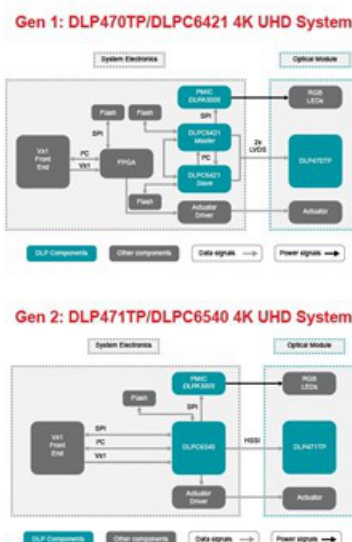 Gen 1: DLP470TP/DLPC6421 4K UHD System
System Electronics
Optical Module
PMIC
DLPA3005
RGB
LEDs
Flash
Flash
SPI
SPI
DLPC6421
Master
2x
LVDS
Vx1
Front
End
I²C
Vx1
FPGA
I²C
DLP470TP
DLPC6421
Slave
Flash
Actuator
Driver
Actuator
DLP Components
Other components
Data signals
Power signals
Gen 2: DLP471TP/DLPC6540 4K UHD System
System Electronics
Optical Module
PMIC
DLPA3005
RGB
LEDs
Flash
SPI
SPI
Vx1
Front
End
I²C
Vx1
DLPC6540
HSSI
DLP471TP
Actuator
Driver
Actuator
DLP Components
Other components
Data signals
Power signals